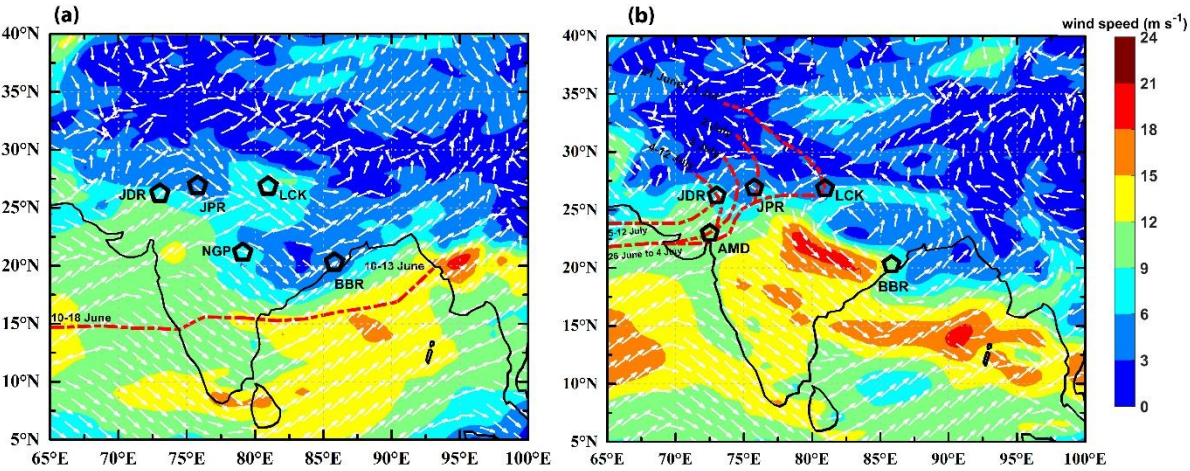 (a)
(b)
wind speed (m s⁻¹)
40°N
35°N
30°N
25°N
20°N
15°N
10°N
5°N
65°E
70°E
75°E
80°E
85°E
90°E
95°E
100°E
JDR
JPR
LCK
NGP
BBR
16-13 June
10-18 June
40°N
35°N
30°N
25°N
20°N
15°N
10°N
5°N
65°E
70°E
75°E
80°E
85°E
90°E
95°E
100°E
4-12 July
JDR
JPR
LCK
5-12 July
AMD
26 June to 4 July
BBR
24
21
18
15
12
9
6
3
0